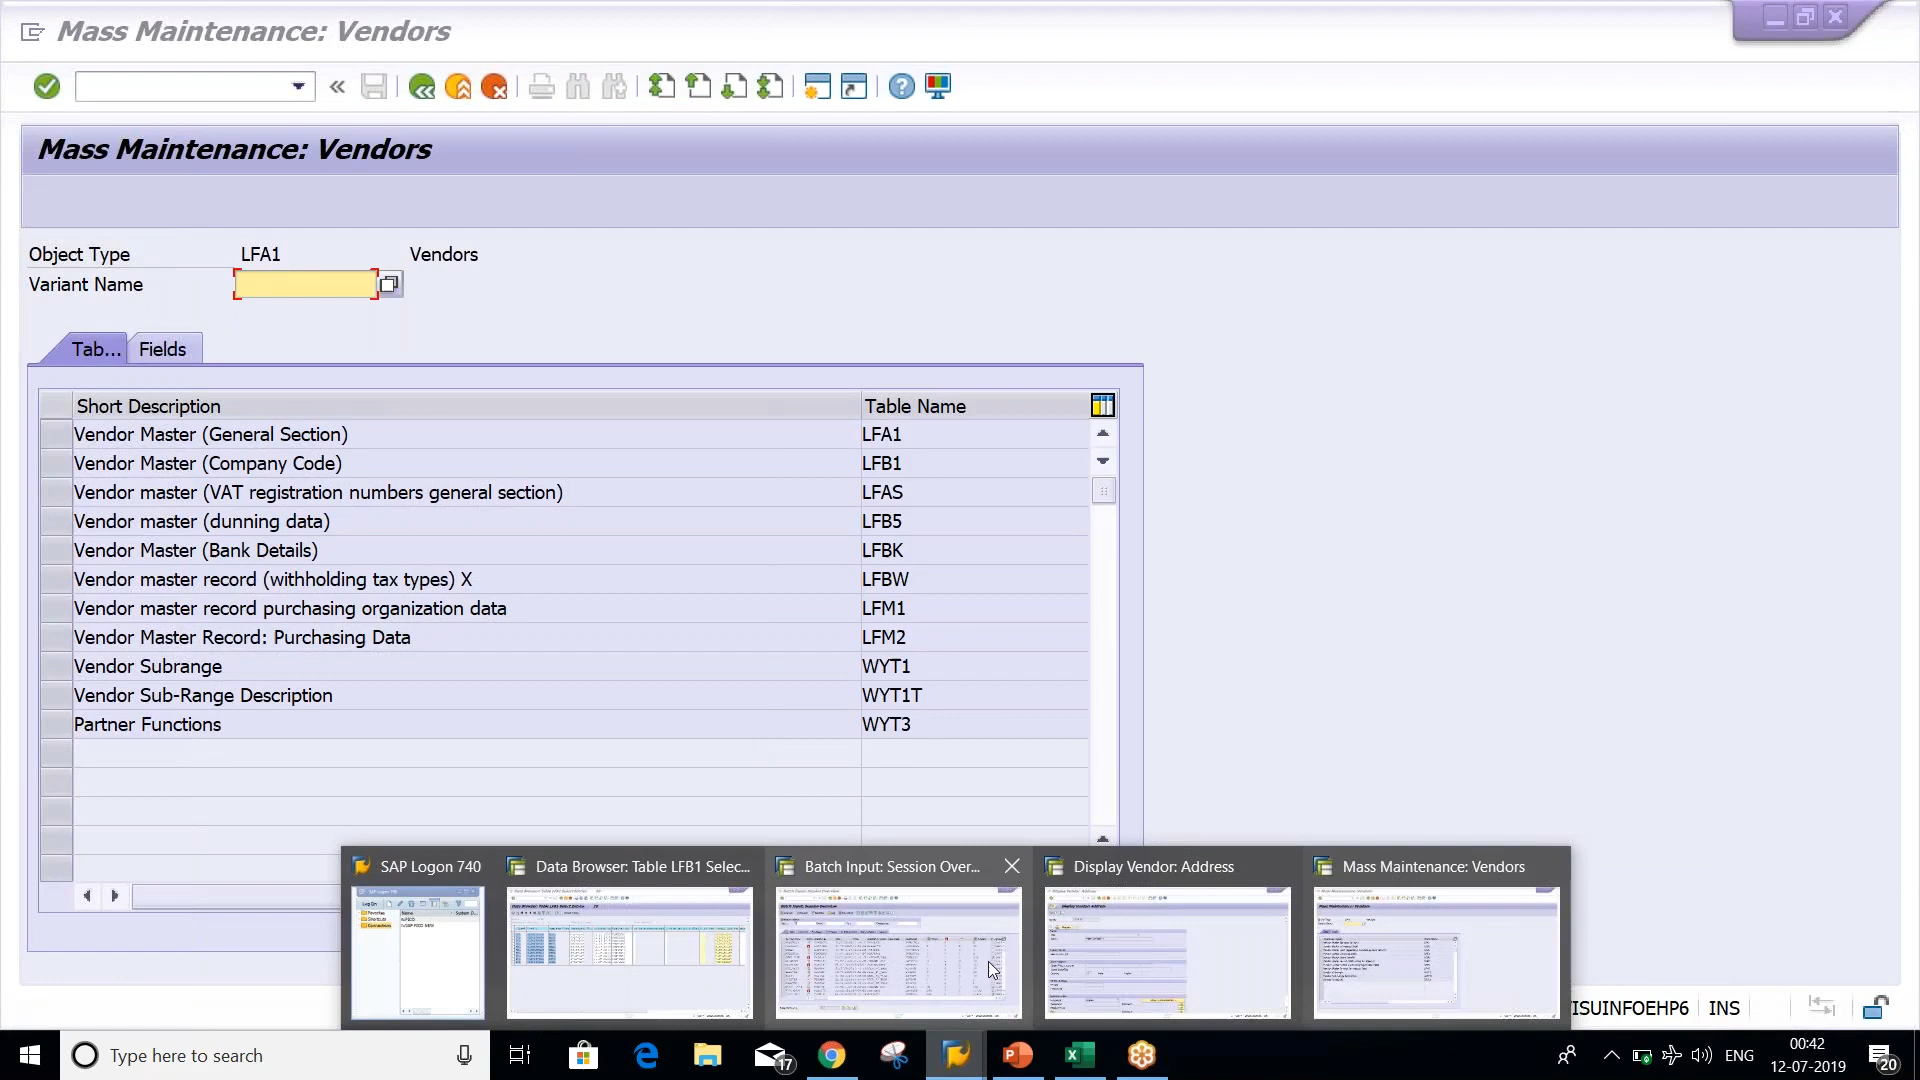 Mass Maintenance: Vendors
Mass Maintenance: Vendors
Object Type LFA1 Vendors
Variant Name
Tab... Fields
Short Description Table Name
Vendor Master (General Section) LFA1
Vendor Master (Company Code) LFB1
Vendor master (VAT registration numbers general section) LFAS
Vendor master (dunning data) LFB5
Vendor Master (Bank Details) LFBK
Vendor master record (withholding tax types) X LFBW
Vendor master record purchasing organization data LFM1
Vendor Master Record: Purchasing Data LFM2
Vendor Subrange WYT1
Vendor Sub-Range Description WYT1T
Partner Functions WYT3
SAP Logon 740 Data Browser: Table LFB1 Selec... Batch Input: Session Over... Display Vendor: Address Mass Maintenance: Vendors
ISUINFOEHP6 INS
Type here to search 17 ENG 00:42
12-07-2019 20